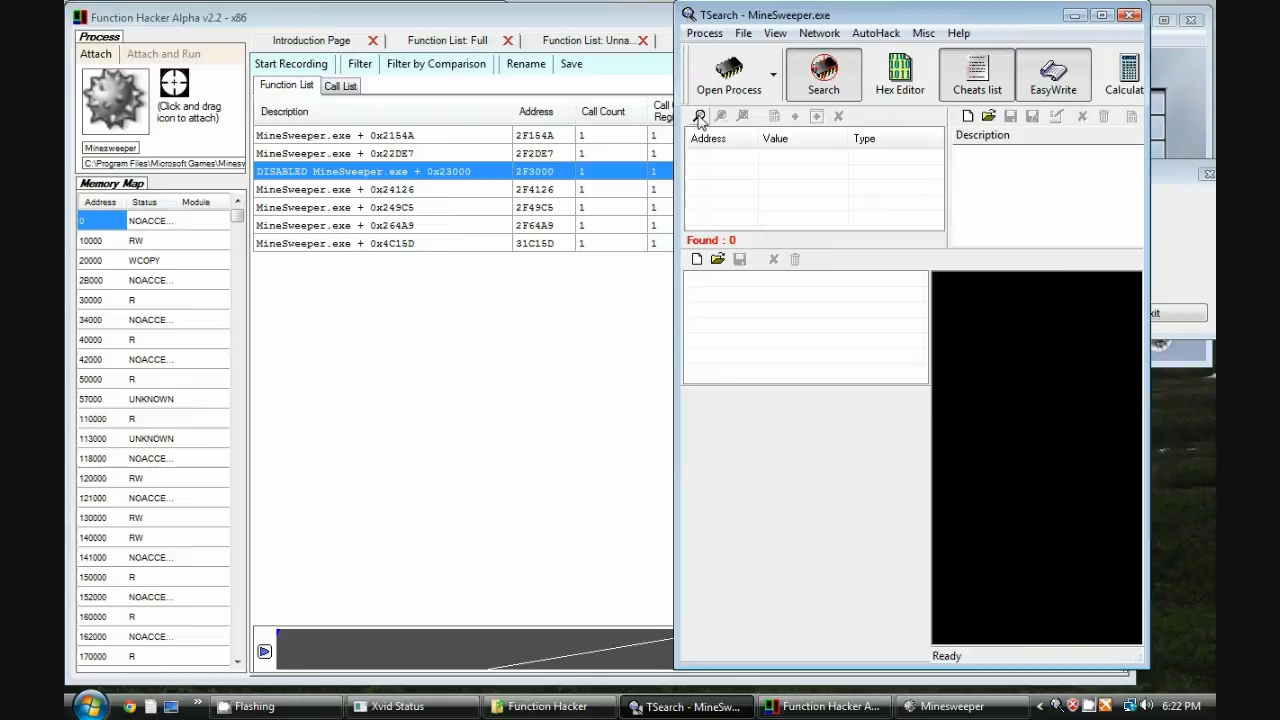 Function Hacker Alpha v2.2 - x86
Process
Attach
Attach and Run
(Click and drag
icon to attach)
Minesweeper
C:\Program Files\Microsoft Games\Minesw
Memory Map
Address Status Module
0 NOACCE...
10000 RW
20000 WCOPY
2B000 NOACCE...
30000 R
34000 NOACCE...
40000 R
42000 NOACCE...
50000 R
57000 UNKNOWN
110000 R
113000 UNKNOWN
118000 NOACCE...
120000 RW
121000 NOACCE...
130000 RW
140000 RW
141000 NOACCE...
150000 R
152000 NOACCE...
160000 R
162000 NOACCE...
170000 R
Introduction Page
Function List: Full
Function List: Unna...
Start Recording Filter Filter by Comparison Rename Save
Function List Call List
Description Address Call Count
MineSweeper.exe + 0x2154A 2F154A 1 1
MineSweeper.exe + 0x22DE7 2F2DE7 1 1
DISABLED MineSweeper.exe + 0x23000 2F3000 1 1
MineSweeper.exe + 0x24126 2F4126 1 1
MineSweeper.exe + 0x249C5 2F49C5 1 1
MineSweeper.exe + 0x264A9 2F64A9 1 1
MineSweeper.exe + 0x4C15D 31C15D 1 1
TSearch - MineSweeper.exe
Process File View Network AutoHack Misc Help
Open Process Search Hex Editor Cheats list EasyWrite Calculat
Address Value Type
Description
Found : 0
Ready
xit
Flashing
Xvid Status
Function Hacker
TSearch - MineSw...
Function Hacker A...
Minesweeper
6:22 PM